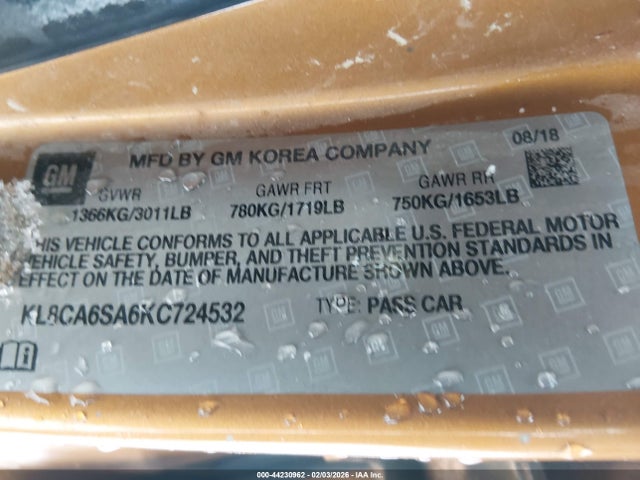 GM
MFD BY GM KOREA COMPANY
08/18
GVWR
GAWR FRT
GAWR RR
1366KG/3011LB
780KG/1719LB
750KG/1653LB
THIS VEHICLE CONFORMS TO ALL APPLICABLE U.S. FEDERAL MOTOR
VEHICLE SAFETY, BUMPER, AND THEFT PREVENTION STANDARDS IN
EFFECT ON THE DATE OF MANUFACTURE SHOWN ABOVE.
KL8CA6SA6KC724532
TYPE: PASS CAR
000-44230962 - 02/03/2026 - IAA Inc.